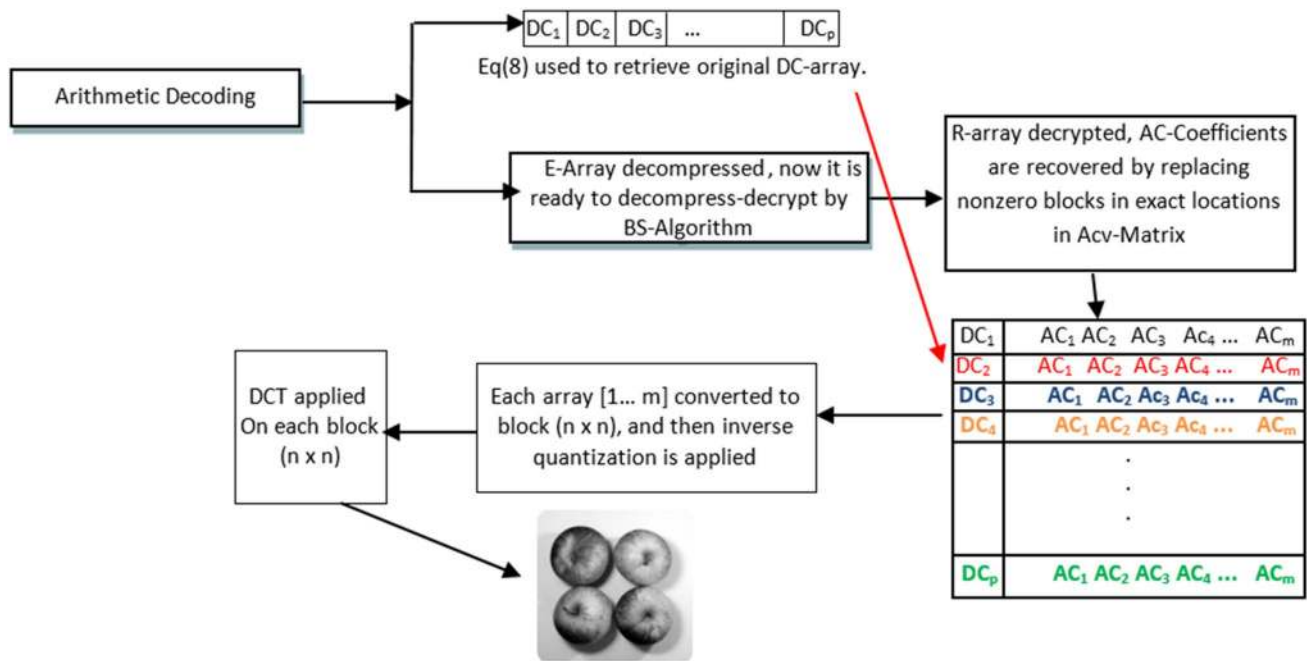 DC₁ DC₂ DC₃ ... DCₚ
Eq(8) used to retrieve original DC-array.
Arithmetic Decoding
E-Array decompressed, now it is
ready to decompress-decrypt by
BS-Algorithm
R-array decrypted, AC-Coefficients
are recovered by replacing
nonzero blocks in exact locations
in Acv-Matrix
DC₁ AC₁ AC₂ AC₃ Ac₄ ... ACₘ
DC₂ AC₁ AC₂ AC₃ AC₄ ... ACₘ
DC₃ AC₁ AC₂ Ac₃ Ac₄ ... ACₘ
DC₄ AC₁ AC₂ Ac₃ Ac₄ ... ACₘ
.
.
.
DCₚ AC₁ AC₂ AC₃ AC₄ ... ACₘ
Each array [1... m] converted to
block (n x n), and then inverse
quantization is applied
DCT applied
On each block
(n x n)